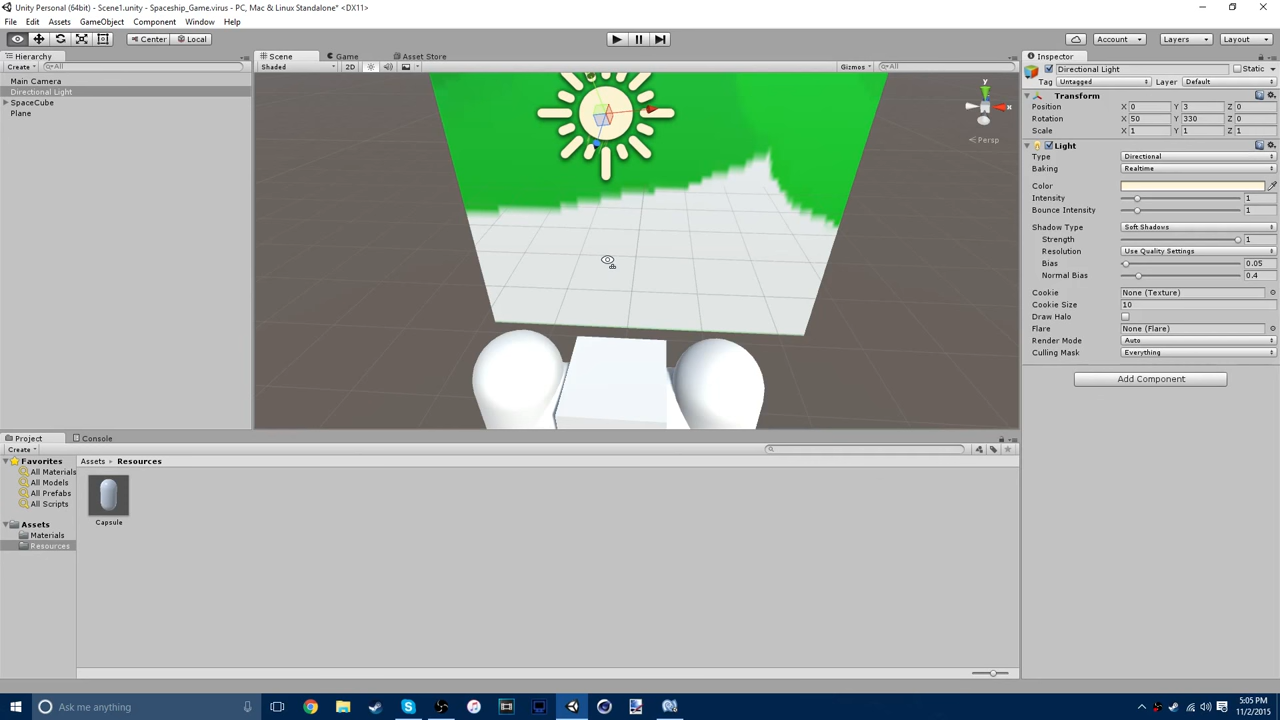 Unity Personal (64bit) - Scene1.unity - Spaceship_Game.virus - PC, Mac & Linux Standalone* <DX11>
File Edit Assets GameObject Component Window Help
Center Local Account Layers Layout
Hierarchy
Create All
Main Camera
Directional Light
SpaceCube
Plane
Scene Game Asset Store
Shaded 2D Gizmos All
y
x
Persp
Inspector
Directional Light Static
Tag Untagged Layer Default
Transform
Position X 0 Y 3 Z 0
Rotation X 50 Y 330 Z 0
Scale X 1 Y 1 Z 1
Light
Type Directional
Baking Realtime
Color
Intensity 1
Bounce Intensity 1
Shadow Type Soft Shadows
Strength 1
Resolution Use Quality Settings
Bias 0.05
Normal Bias 0.4
Cookie None (Texture)
Cookie Size 10
Draw Halo
Flare None (Flare)
Render Mode Auto
Culling Mask Everything
Add Component
Project Console
Create
Favorites
All Materials
All Models
All Prefabs
All Scripts
Assets
Materials
Resources
Assets Resources
Capsule
Ask me anything
5:05 PM
11/2/2015